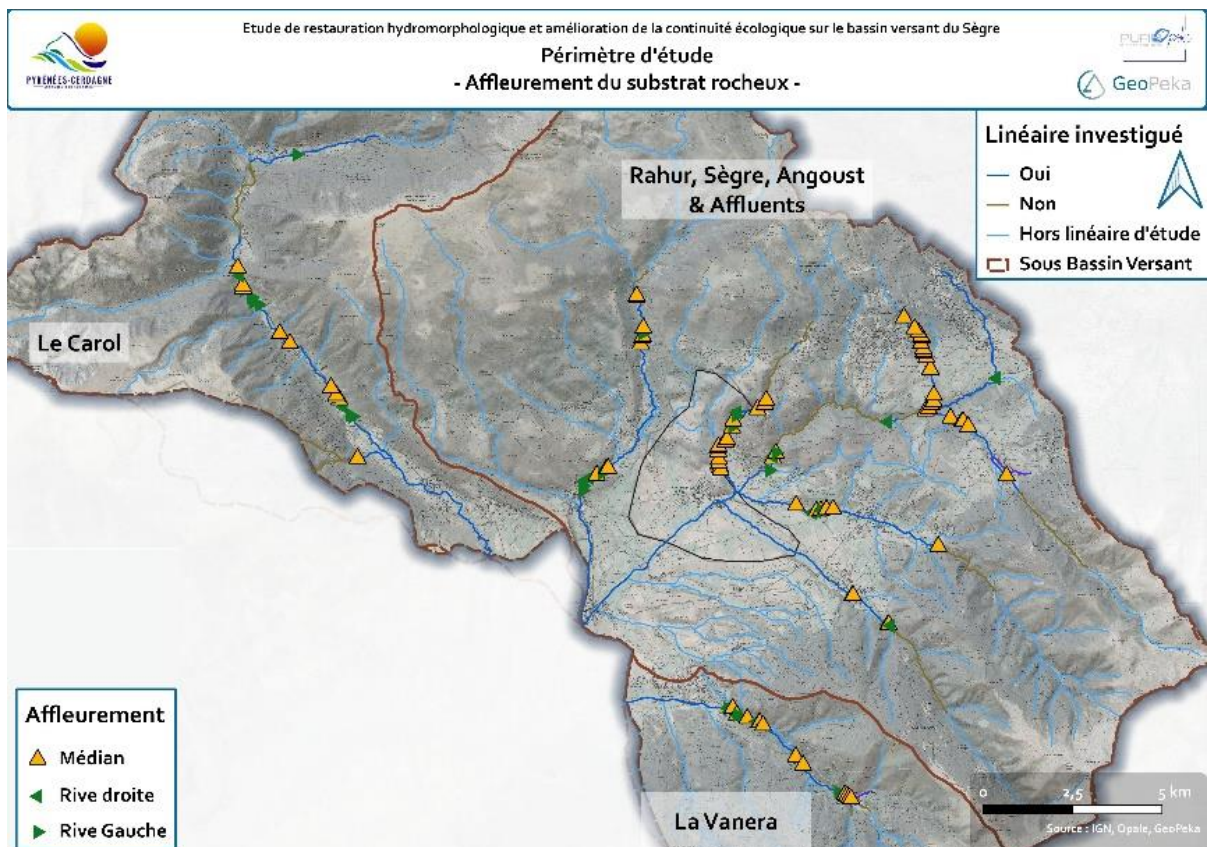 Etude de restauration hydromorphologique et amélioration de la continuité écologique sur le bassin versant du Sègre
Périmètre d'étude
- Affleurement du substrat rocheux -
PYRÉNÉES-CERDAGNE
GeoPeka
Linéaire investigué
Oui
Non
Hors linéaire d'étude
Sous Bassin Versant
Rahur, Sègre, Angoust
& Affluents
Le Carol
La Vanera
Affleurement
Médian
Rive droite
Rive Gauche
0 2,5 5 km
Source : IGN, Opale, GeoPeka